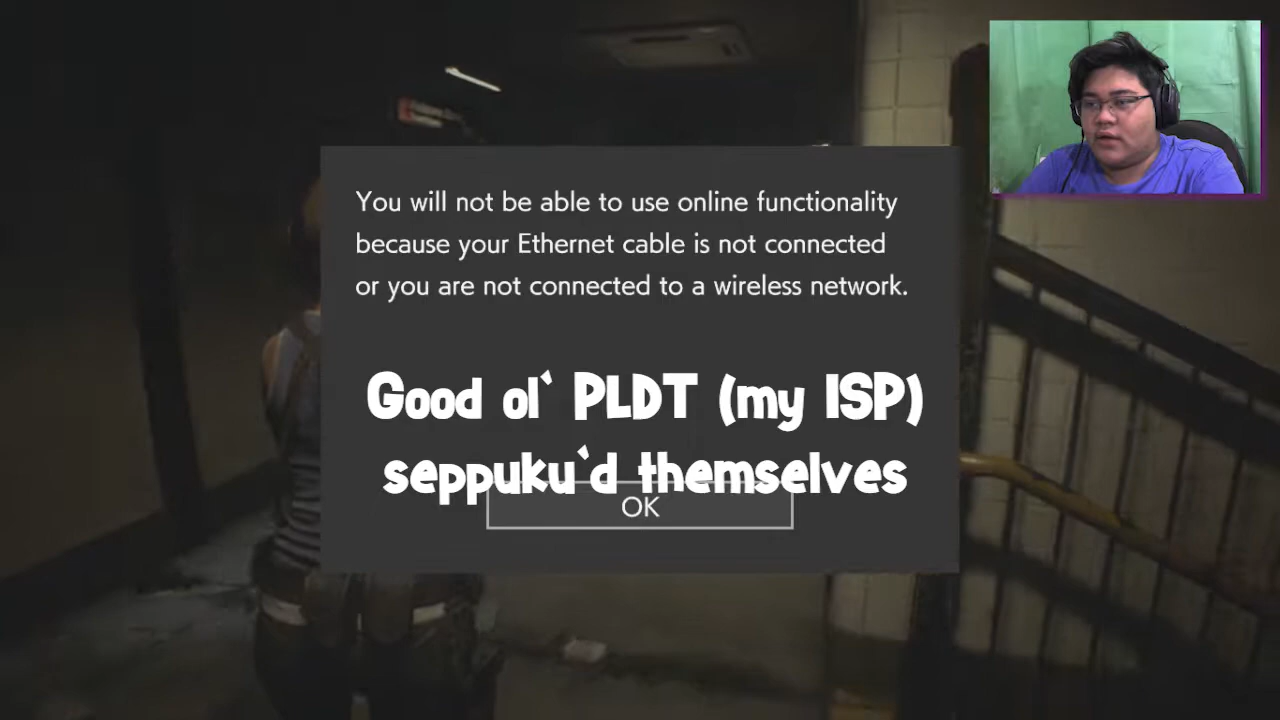 You will not be able to use online functionality
because your Ethernet cable is not connected
or you are not connected to a wireless network.
Good ol' PLDT (my ISP)
seppuku'd themselves
OK